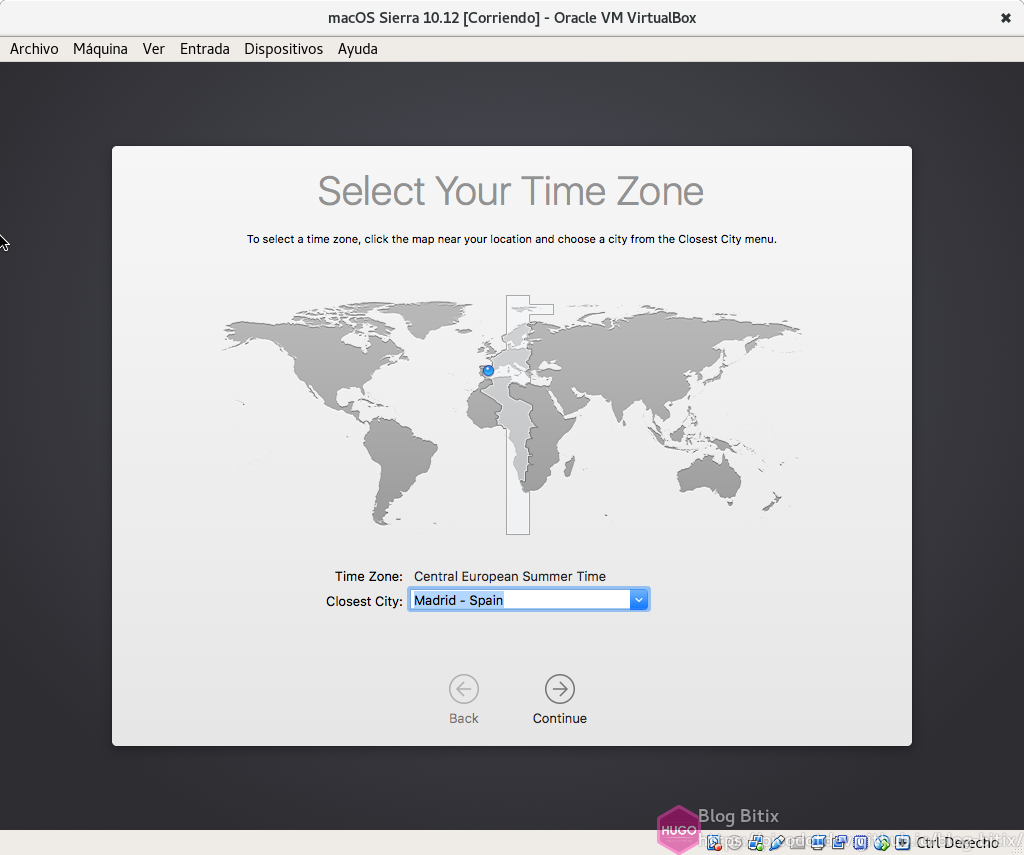 macOS Sierra 10.12 [Corriendo] - Oracle VM VirtualBox
Archivo Máquina Ver Entrada Dispositivos Ayuda
Select Your Time Zone
To select a time zone, click the map near your location and choose a city from the Closest City menu.
Time Zone: Central European Summer Time
Closest City: Madrid - Spain
Back Continue
Blog Bitix
HUGO
Ctrl Derecho